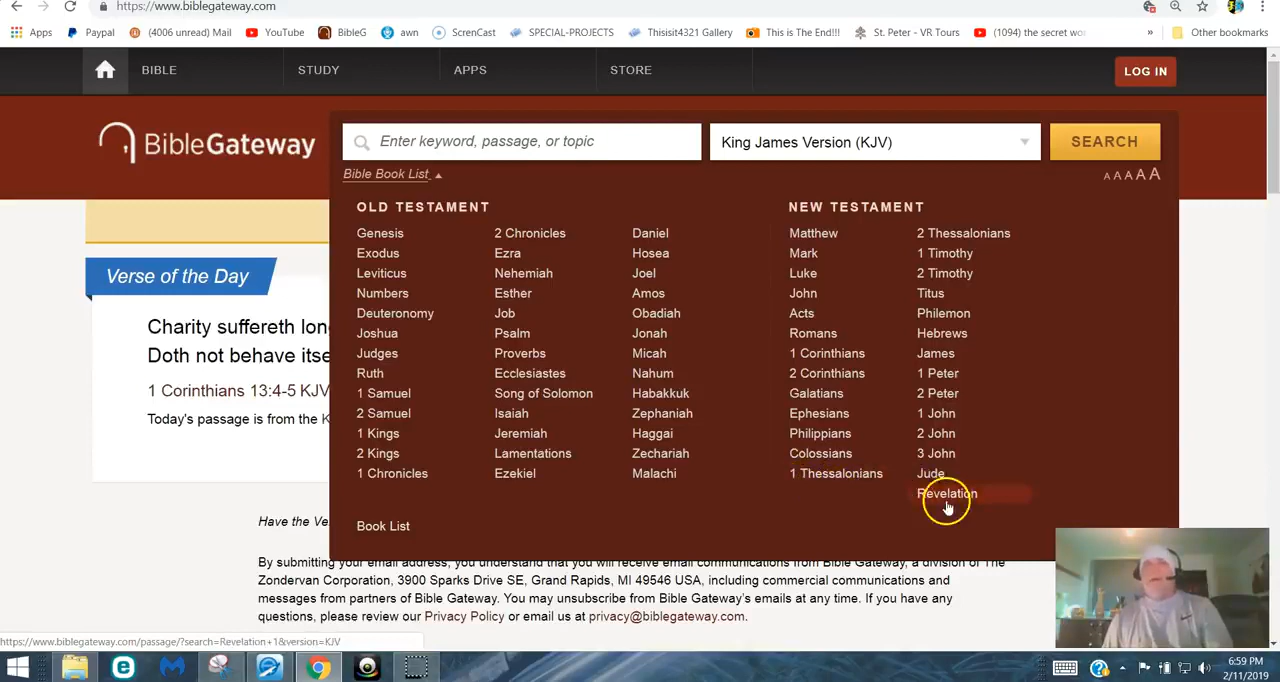 https://www.biblegateway.com
Apps Paypal (4006 unread) Mail YouTube BibleG awn ScrenCast SPECIAL-PROJECTS Thisisit4321 Gallery This is The End!!! St. Peter - VR Tours (1094) the secret wo » Other bookmarks
BIBLE STUDY APPS STORE LOG IN
BibleGateway
Enter keyword, passage, or topic King James Version (KJV) SEARCH
Bible Book List A A A A A
OLD TESTAMENT NEW TESTAMENT
Genesis 2 Chronicles Daniel Matthew 2 Thessalonians
Exodus Ezra Hosea Mark 1 Timothy
Leviticus Nehemiah Joel Luke 2 Timothy
Numbers Esther Amos John Titus
Deuteronomy Job Obadiah Acts Philemon
Joshua Psalm Jonah Romans Hebrews
Judges Proverbs Micah 1 Corinthians James
Ruth Ecclesiastes Nahum 2 Corinthians 1 Peter
1 Samuel Song of Solomon Habakkuk Galatians 2 Peter
2 Samuel Isaiah Zephaniah Ephesians 1 John
1 Kings Jeremiah Haggai Philippians 2 John
2 Kings Lamentations Zechariah Colossians 3 John
1 Chronicles Ezekiel Malachi 1 Thessalonians Jude
Revelation
Book List
Verse of the Day
Charity suffereth lon
Doth not behave itse
1 Corinthians 13:4-5 KJV
Today's passage is from the K
Have the Ve
By submitting your email address, you understand that you will receive email communications from Bible Gateway, a division of The
Zondervan Corporation, 3900 Sparks Drive SE, Grand Rapids, MI 49546 USA, including commercial communications and
messages from partners of Bible Gateway. You may unsubscribe from Bible Gateway's emails at any time. If you have any
questions, please review our Privacy Policy or email us at privacy@biblegateway.com.
https://www.biblegateway.com/passage/?search=Revelation+1&version=KJV
6:59 PM
2/11/2019